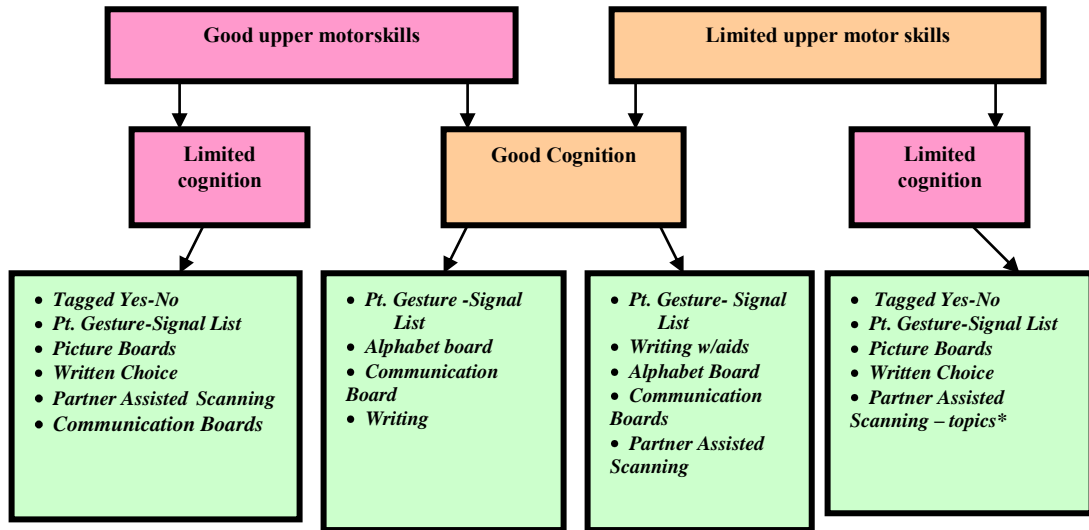 Good upper motorskills
Limited upper motor skills
Limited
cognition
Good Cognition
Limited
cognition
• Tagged Yes-No
• Pt. Gesture-Signal List
• Picture Boards
• Written Choice
• Partner Assisted Scanning
• Communication Boards
• Pt. Gesture -Signal
List
• Alphabet board
• Communication
Board
• Writing
• Pt. Gesture- Signal
List
• Writing w/aids
• Alphabet Board
• Communication
Boards
• Partner Assisted
Scanning
• Tagged Yes-No
• Pt. Gesture-Signal List
• Picture Boards
• Written Choice
• Partner Assisted
Scanning – topics*